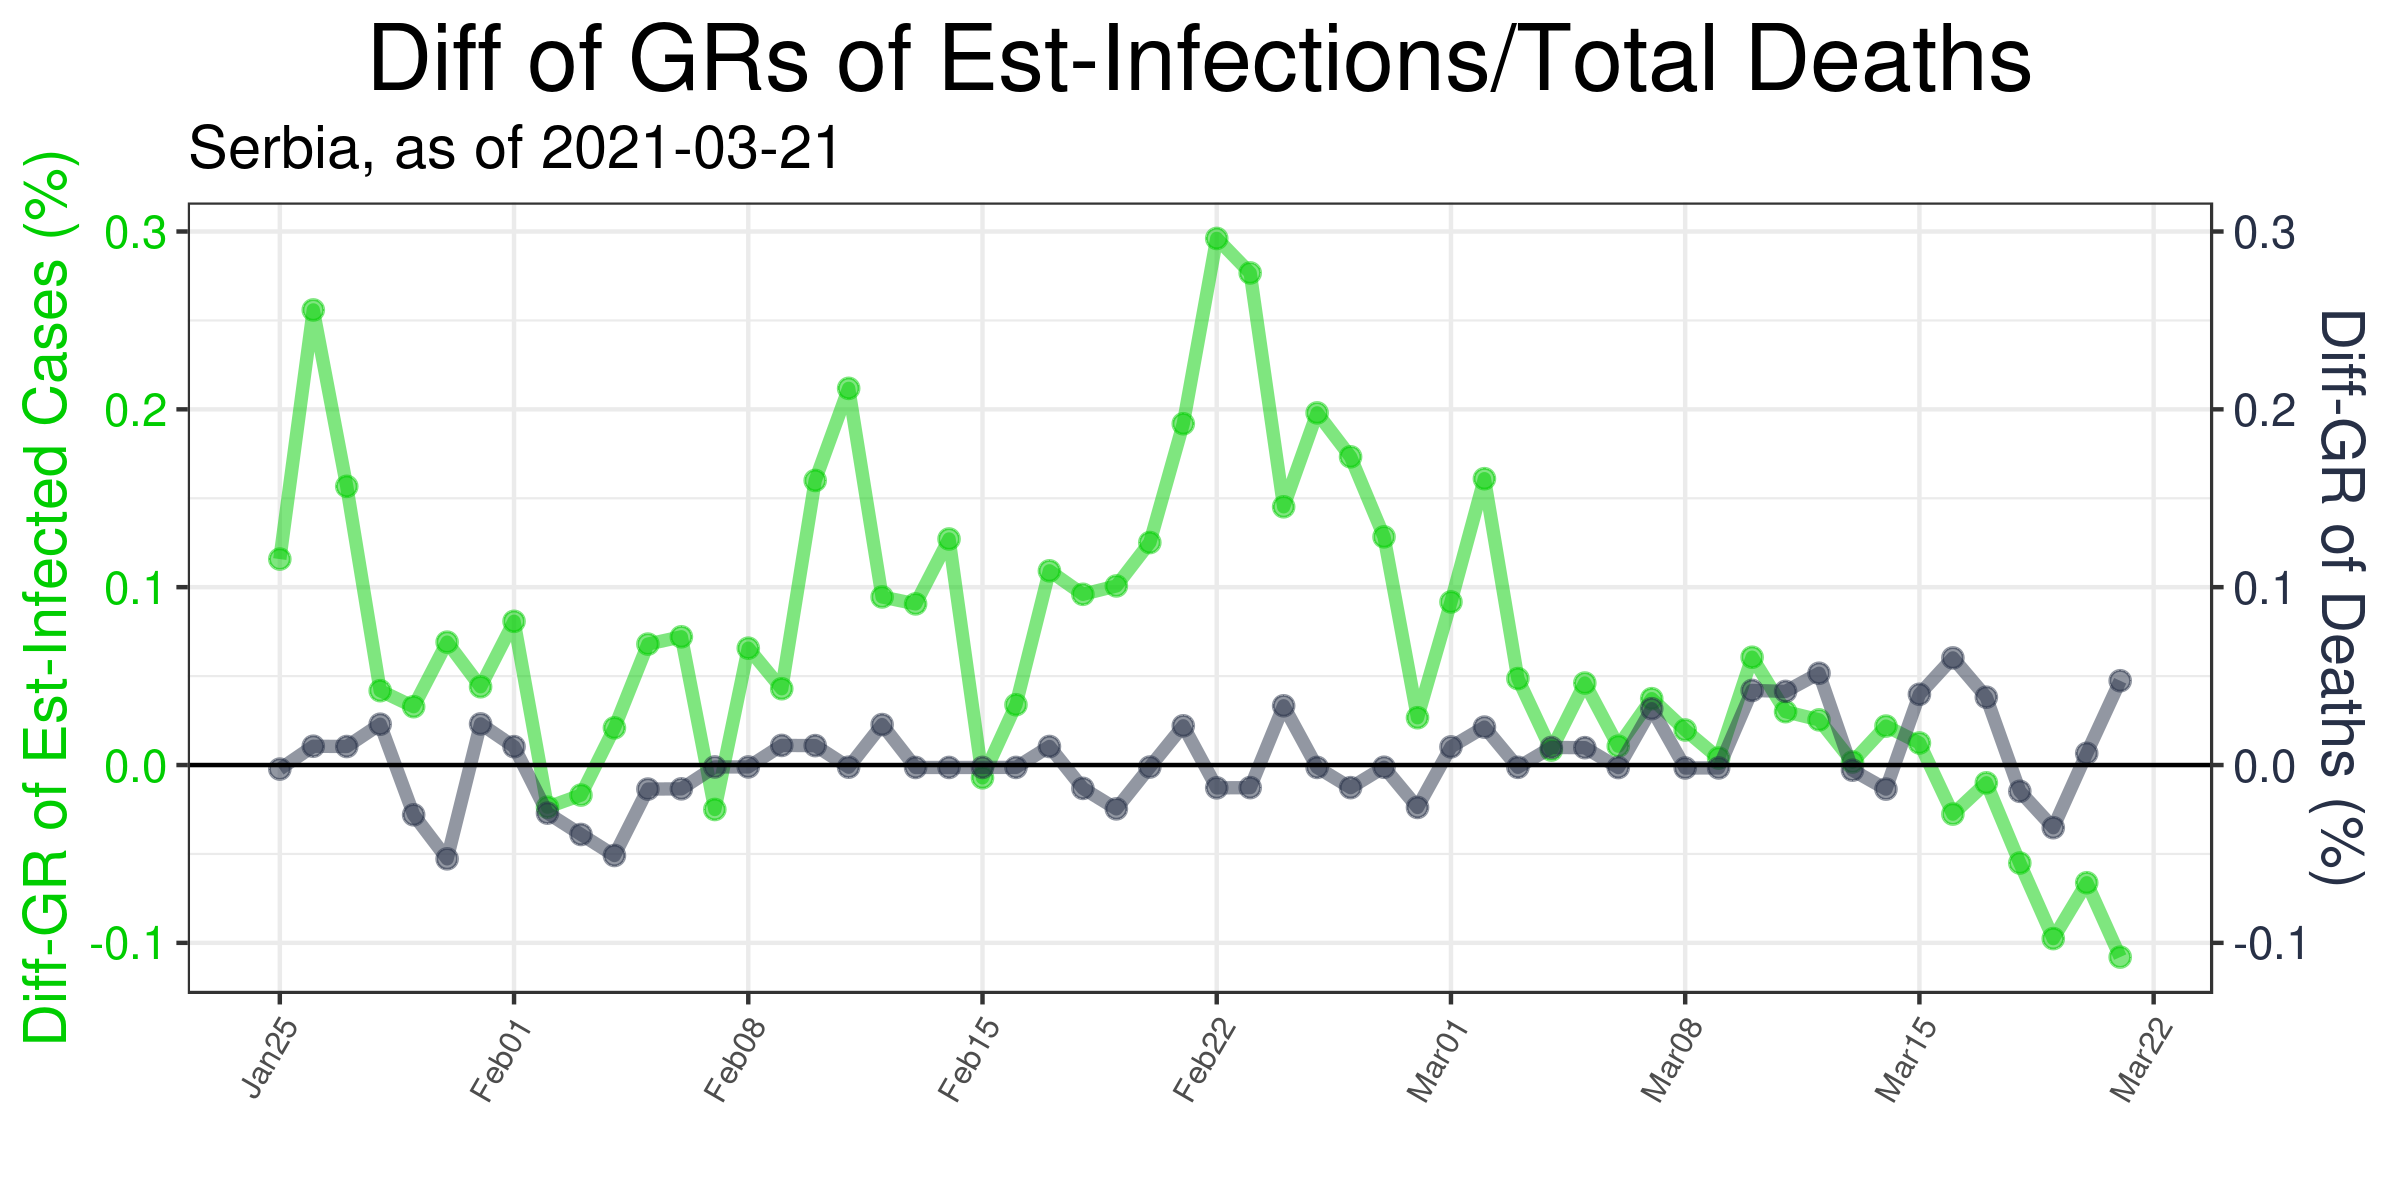 Diff of GRs of Est-Infections/Total Deaths
Serbia, as of 2021-03-21
Diff-GR of Est-Infected Cases (%)
0.3
0.2
0.1
0.0
-0.1
0.3
0.2
0.1
0.0
-0.1
Diff-GR of Deaths (%)
Jan25
Feb01
Feb08
Feb15
Feb22
Mar01
Mar08
Mar15
Mar22